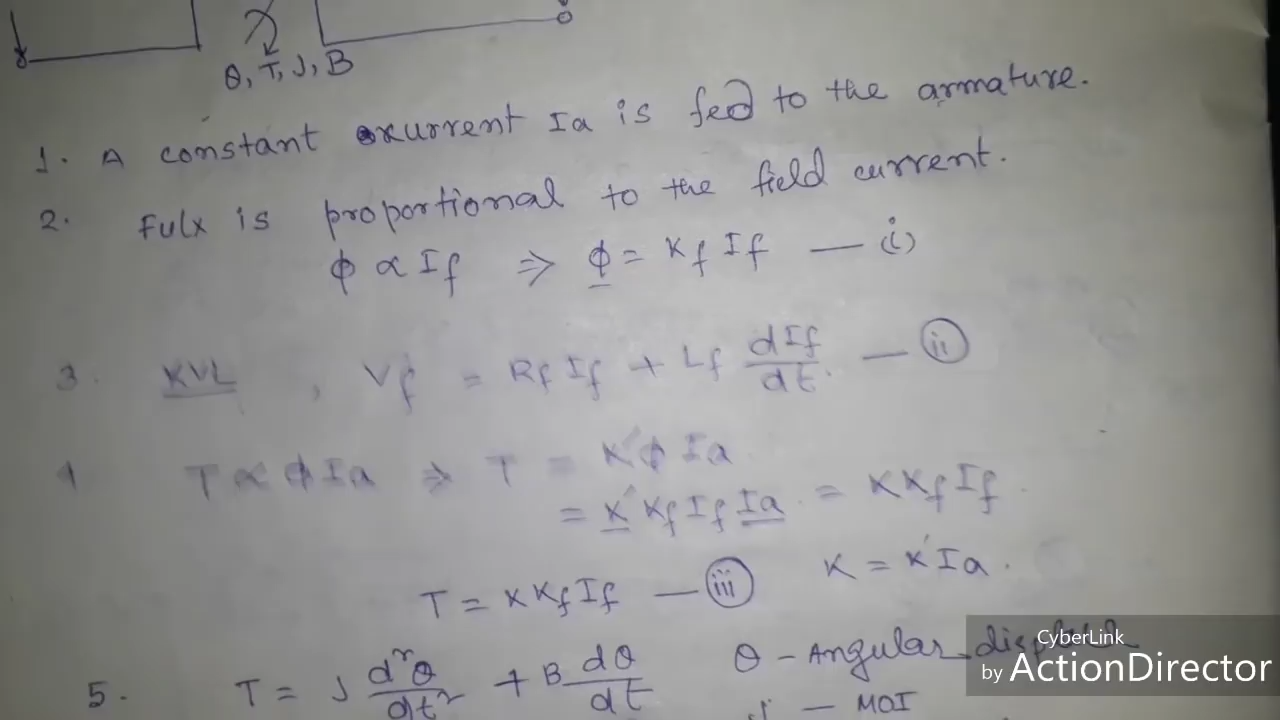 θ, T, J, B
1. A constant current Ia is fed to the armature.
2. Fulx is proportional to the field current.
ϕ ∝ If ⇒ ϕ = Kf If — (i)
3. KVL, Vf = Rf If + Lf dIf/dt — (ii)
4 T ∝ ϕ Ia ⇒ T = K'ϕ Ia
= K' Kf If Ia = K Kf If
T = K Kf If — (iii) K = K' Ia.
5. T = J d²θ/dt² + B dθ/dt θ - Angular
J — MOI
CyberLink
by ActionDirector